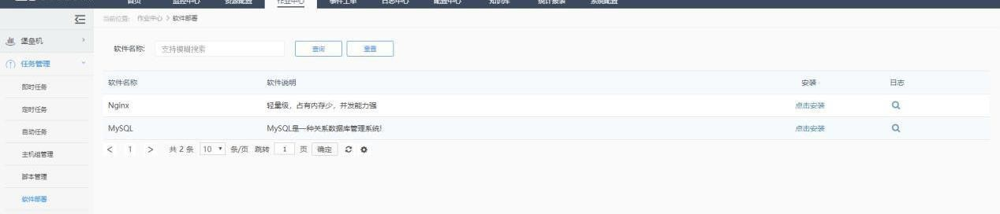 首页 监控中心 资源配置 作业中心 事件工单 日志中心 配置中心 知识库 统计报表 系统配置
当前位置: 作业中心 > 软件部署
堡垒机
任务管理
即时任务
定时任务
自动任务
主机组管理
脚本管理
软件部署
软件名称: 支持模糊搜索 查询 重置
软件名称 软件说明 安装 日志
Nginx 轻量级，占有内存少，并发能力强 点击安装
MySQL MySQL是一种关系数据库管理系统! 点击安装
< 1 > 共 2 条 10 条/页 跳转 1 页 确定